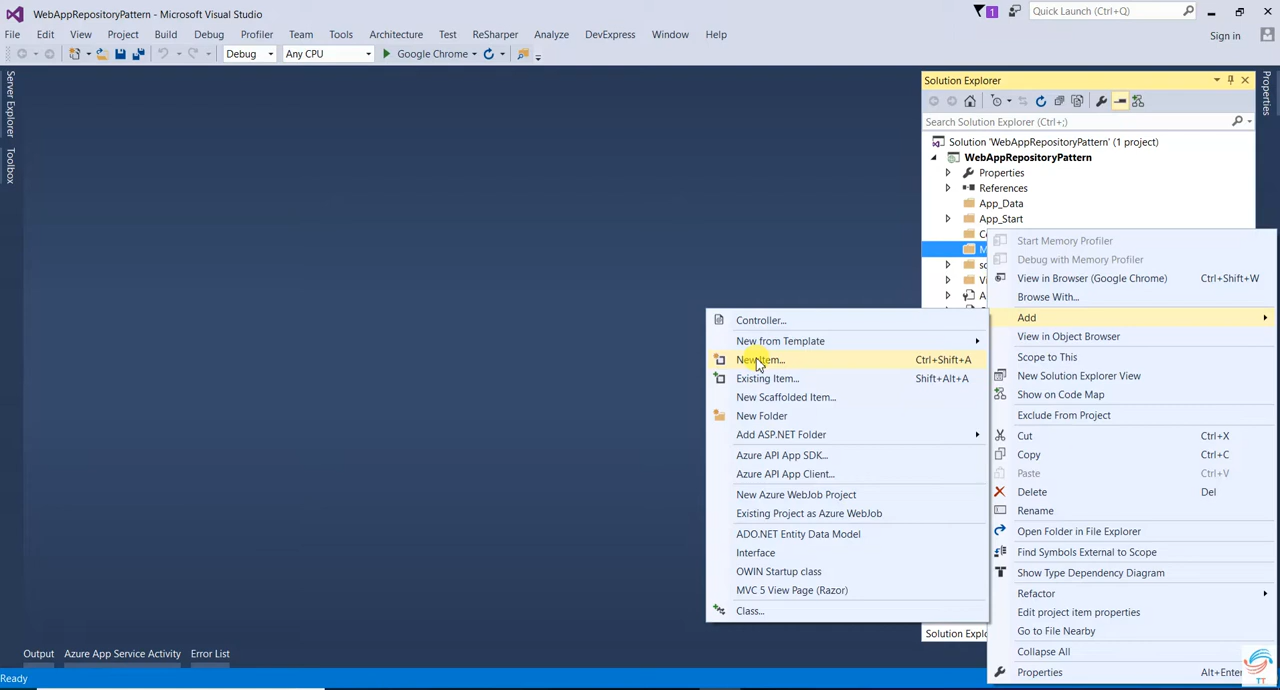 WebAppRepositoryPattern - Microsoft Visual Studio
1
Quick Launch (Ctrl+Q)
File Edit View Project Build Debug Profiler Team Tools Architecture Test ReSharper Analyze DevExpress Window Help
Sign in
Debug Any CPU Google Chrome
Server Explorer
Toolbox
Solution Explorer
Properties
Search Solution Explorer (Ctrl+;)
Solution 'WebAppRepositoryPattern' (1 project)
WebAppRepositoryPattern
Properties
References
App_Data
App_Start
Start Memory Profiler
Debug with Memory Profiler
View in Browser (Google Chrome) Ctrl+Shift+W
Browse With...
Add
View in Object Browser
Scope to This
New Solution Explorer View
Show on Code Map
Exclude From Project
Cut Ctrl+X
Copy Ctrl+C
Paste Ctrl+V
Delete Del
Rename
Open Folder in File Explorer
Find Symbols External to Scope
Show Type Dependency Diagram
Refactor
Edit project item properties
Go to File Nearby
Collapse All
Properties Alt+Enter
Controller...
New from Template
New Item... Ctrl+Shift+A
Existing Item... Shift+Alt+A
New Scaffolded Item...
New Folder
Add ASP.NET Folder
Azure API App SDK...
Azure API App Client...
New Azure WebJob Project
Existing Project as Azure WebJob
ADO.NET Entity Data Model
Interface
OWIN Startup class
MVC 5 View Page (Razor)
Class...
Solution Explo
Output Azure App Service Activity Error List
Ready
TT